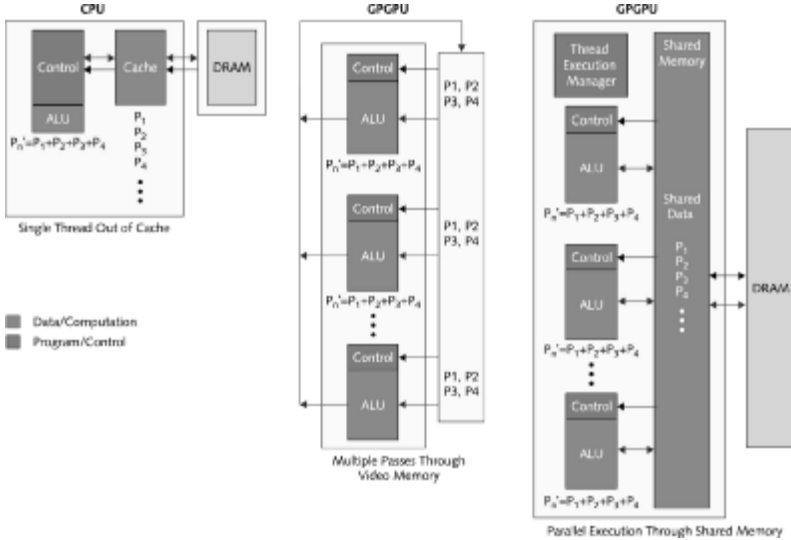 CPU
Control
Cache
DRAM
ALU
Pn'=P1+P2+P3+P4
P1
P2
P3
P4
Single Thread Out of Cache
Data/Computation
Program/Control
GPGPU
Control
ALU
P1, P2
P3, P4
Pn'=P1+P2+P3+P4
Control
ALU
P1, P2
P3, P4
Pn'=P1+P2+P3+P4
Control
ALU
P1, P2
P3, P4
Multiple Passes Through
Video Memory
GPGPU
Thread
Execution
Manager
Shared
Memory
Control
ALU
Pn'=P1+P2+P3+P4
Shared
Data
P1
P2
P3
P4
Control
ALU
Pn'=P1+P2+P3+P4
Control
ALU
Pn'=P1+P2+P3+P4
DRAM
Parallel Execution Through Shared Memory